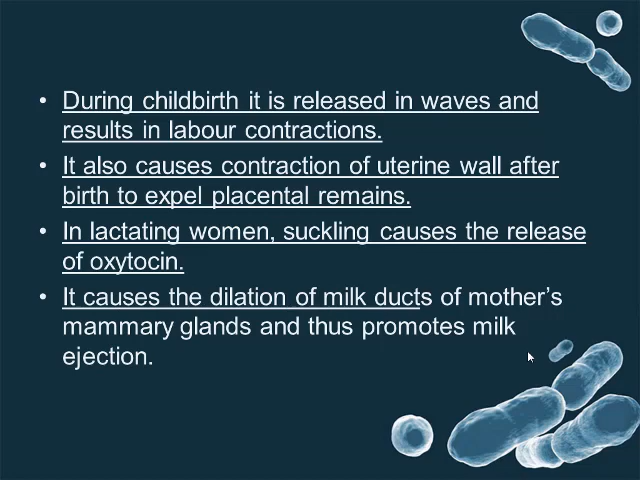 • During childbirth it is released in waves and
results in labour contractions.
• It also causes contraction of uterine wall after
birth to expel placental remains.
• In lactating women, suckling causes the release
of oxytocin.
• It causes the dilation of milk ducts of mother’s
mammary glands and thus promotes milk
ejection.